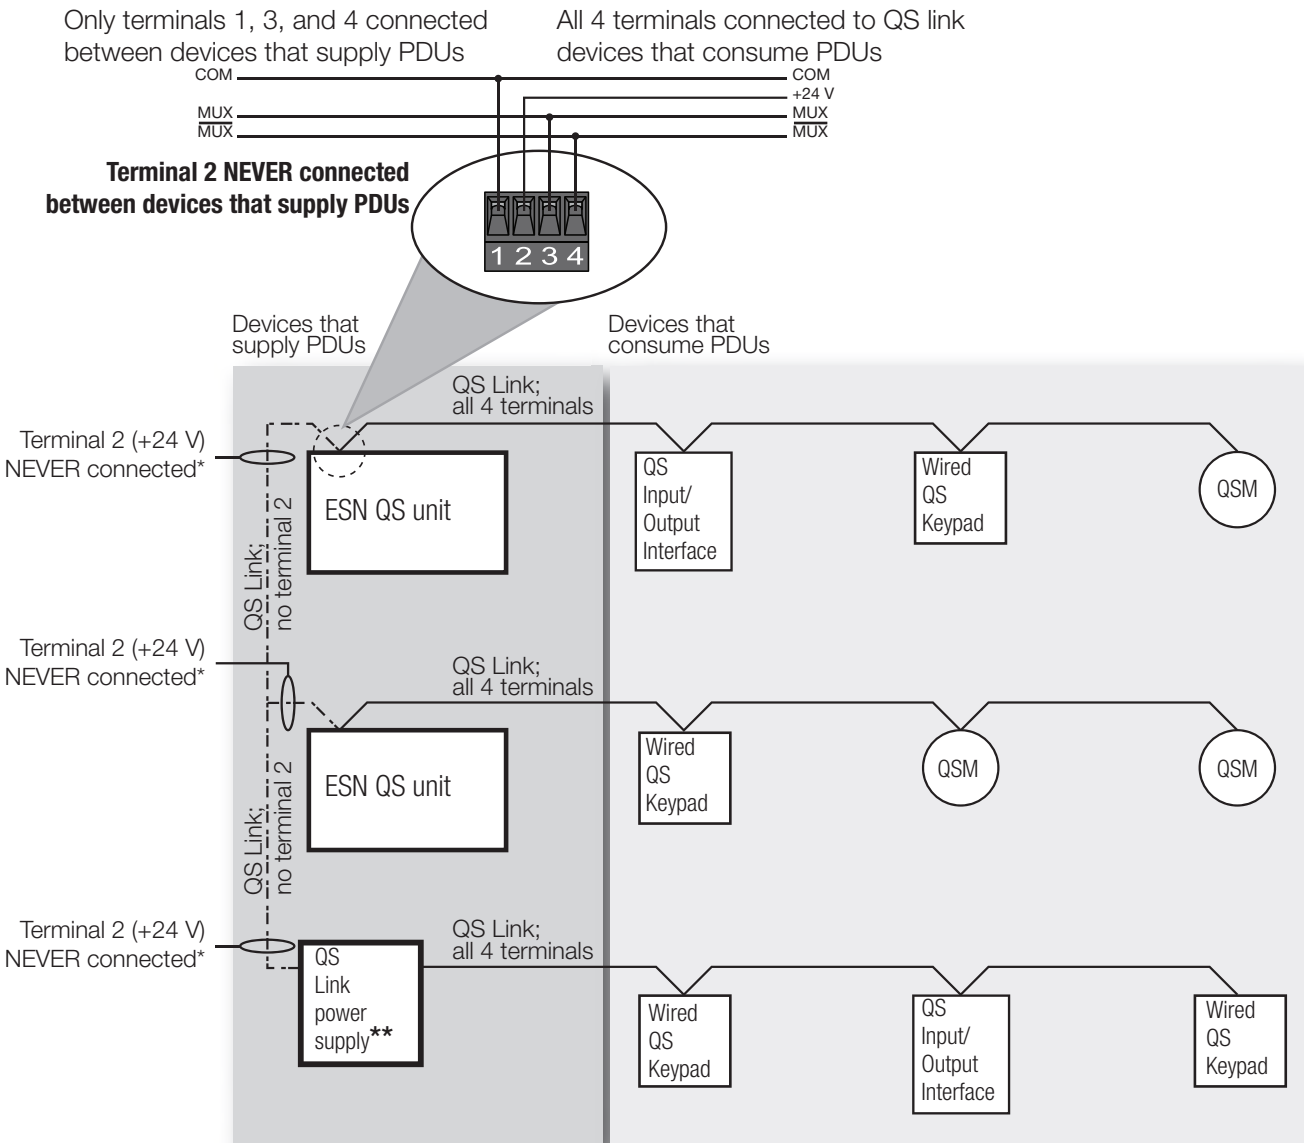 Only terminals 1, 3, and 4 connected
between devices that supply PDUs
All 4 terminals connected to QS link
devices that consume PDUs
COM
MUX
MUX
COM
+24 V
MUX
MUX
Terminal 2 NEVER connected
between devices that supply PDUs
1 2 3 4
Devices that
supply PDUs
Devices that
consume PDUs
QS Link;
all 4 terminals
Terminal 2 (+24 V)
NEVER connected*
QS Link;
no terminal 2
ESN QS unit
QS
Input/
Output
Interface
Wired
QS
Keypad
QSM
Terminal 2 (+24 V)
NEVER connected*
QS Link;
all 4 terminals
QS Link;
no terminal 2
ESN QS unit
Wired
QS
Keypad
QSM
QSM
Terminal 2 (+24 V)
NEVER connected*
QS Link;
all 4 terminals
QS
Link
power
supply**
Wired
QS
Keypad
QS
Input/
Output
Interface
Wired
QS
Keypad